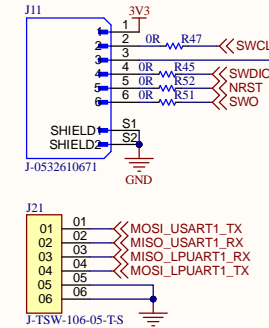 J11
3V3
1 1
2 2 0R R47 SWCL
3 3
4 4 0R R45 SWDIO
5 5 0R R52 NRST
6 6 0R R51 SWO
SHIELD1 S1
SHIELD2 S2
J-0532610671
GND
J21
01 01 MOSI_USART1_TX
02 02 MISO_USART1_RX
03 03 MISO_LPUART1_RX
04 04 MOSI_LPUART1_TX
05 05
06 06
J-TSW-106-05-T-S